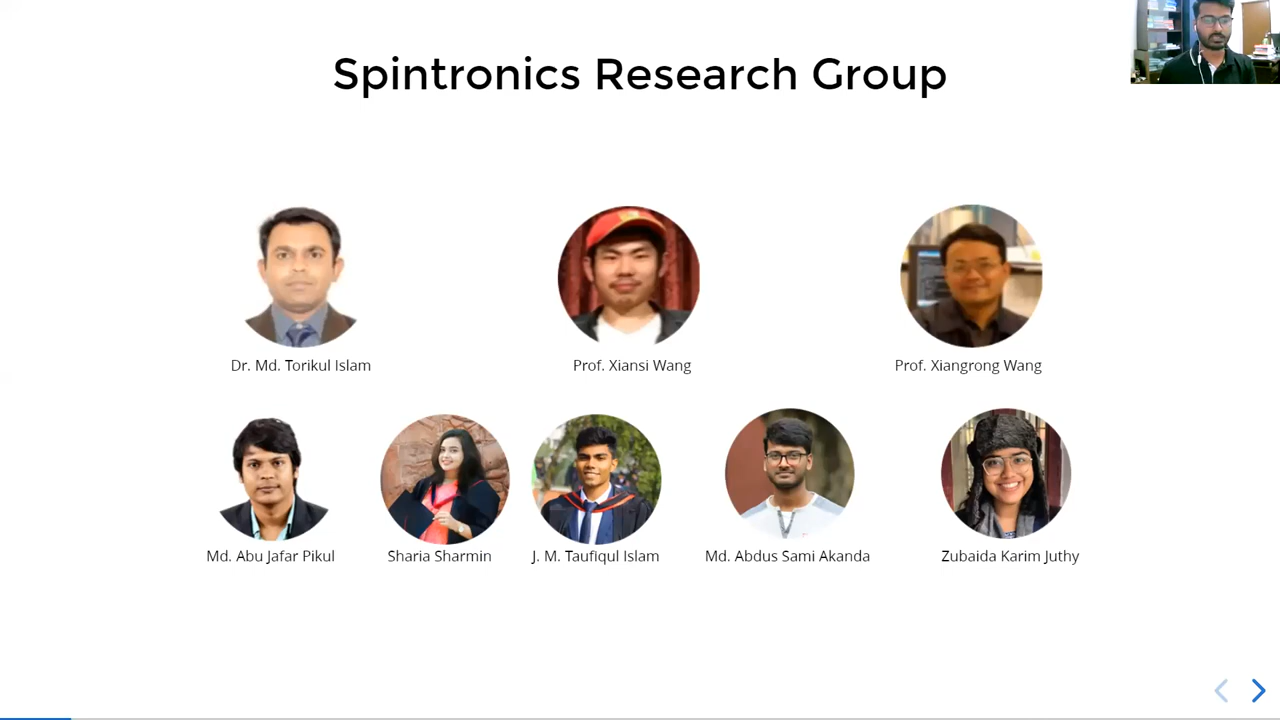 Spintronics Research Group
Dr. Md. Torikul Islam
Prof. Xiansi Wang
Prof. Xiangrong Wang
Md. Abu Jafar Pikul
Sharia Sharmin
J. M. Taufiqul Islam
Md. Abdus Sami Akanda
Zubaida Karim Juthy